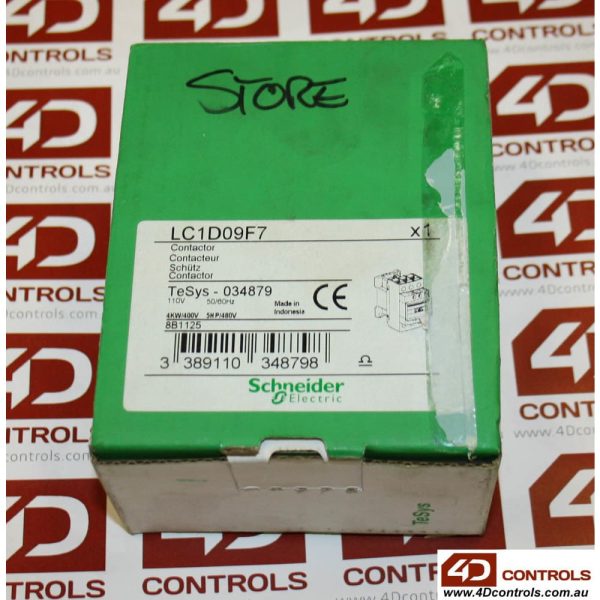 STORE
LC1D09F7 x1
Contactor
Contacteur
Schütz
Contactor
TeSys - 034879
110V 50/60Hz Made in Indonesia
4KW/400V 5HP/480V
8B1125
CE
3 389110 348798
Schneider
Electric
TeSys
4D CONTROLS
www.4Dcontrols.com.au